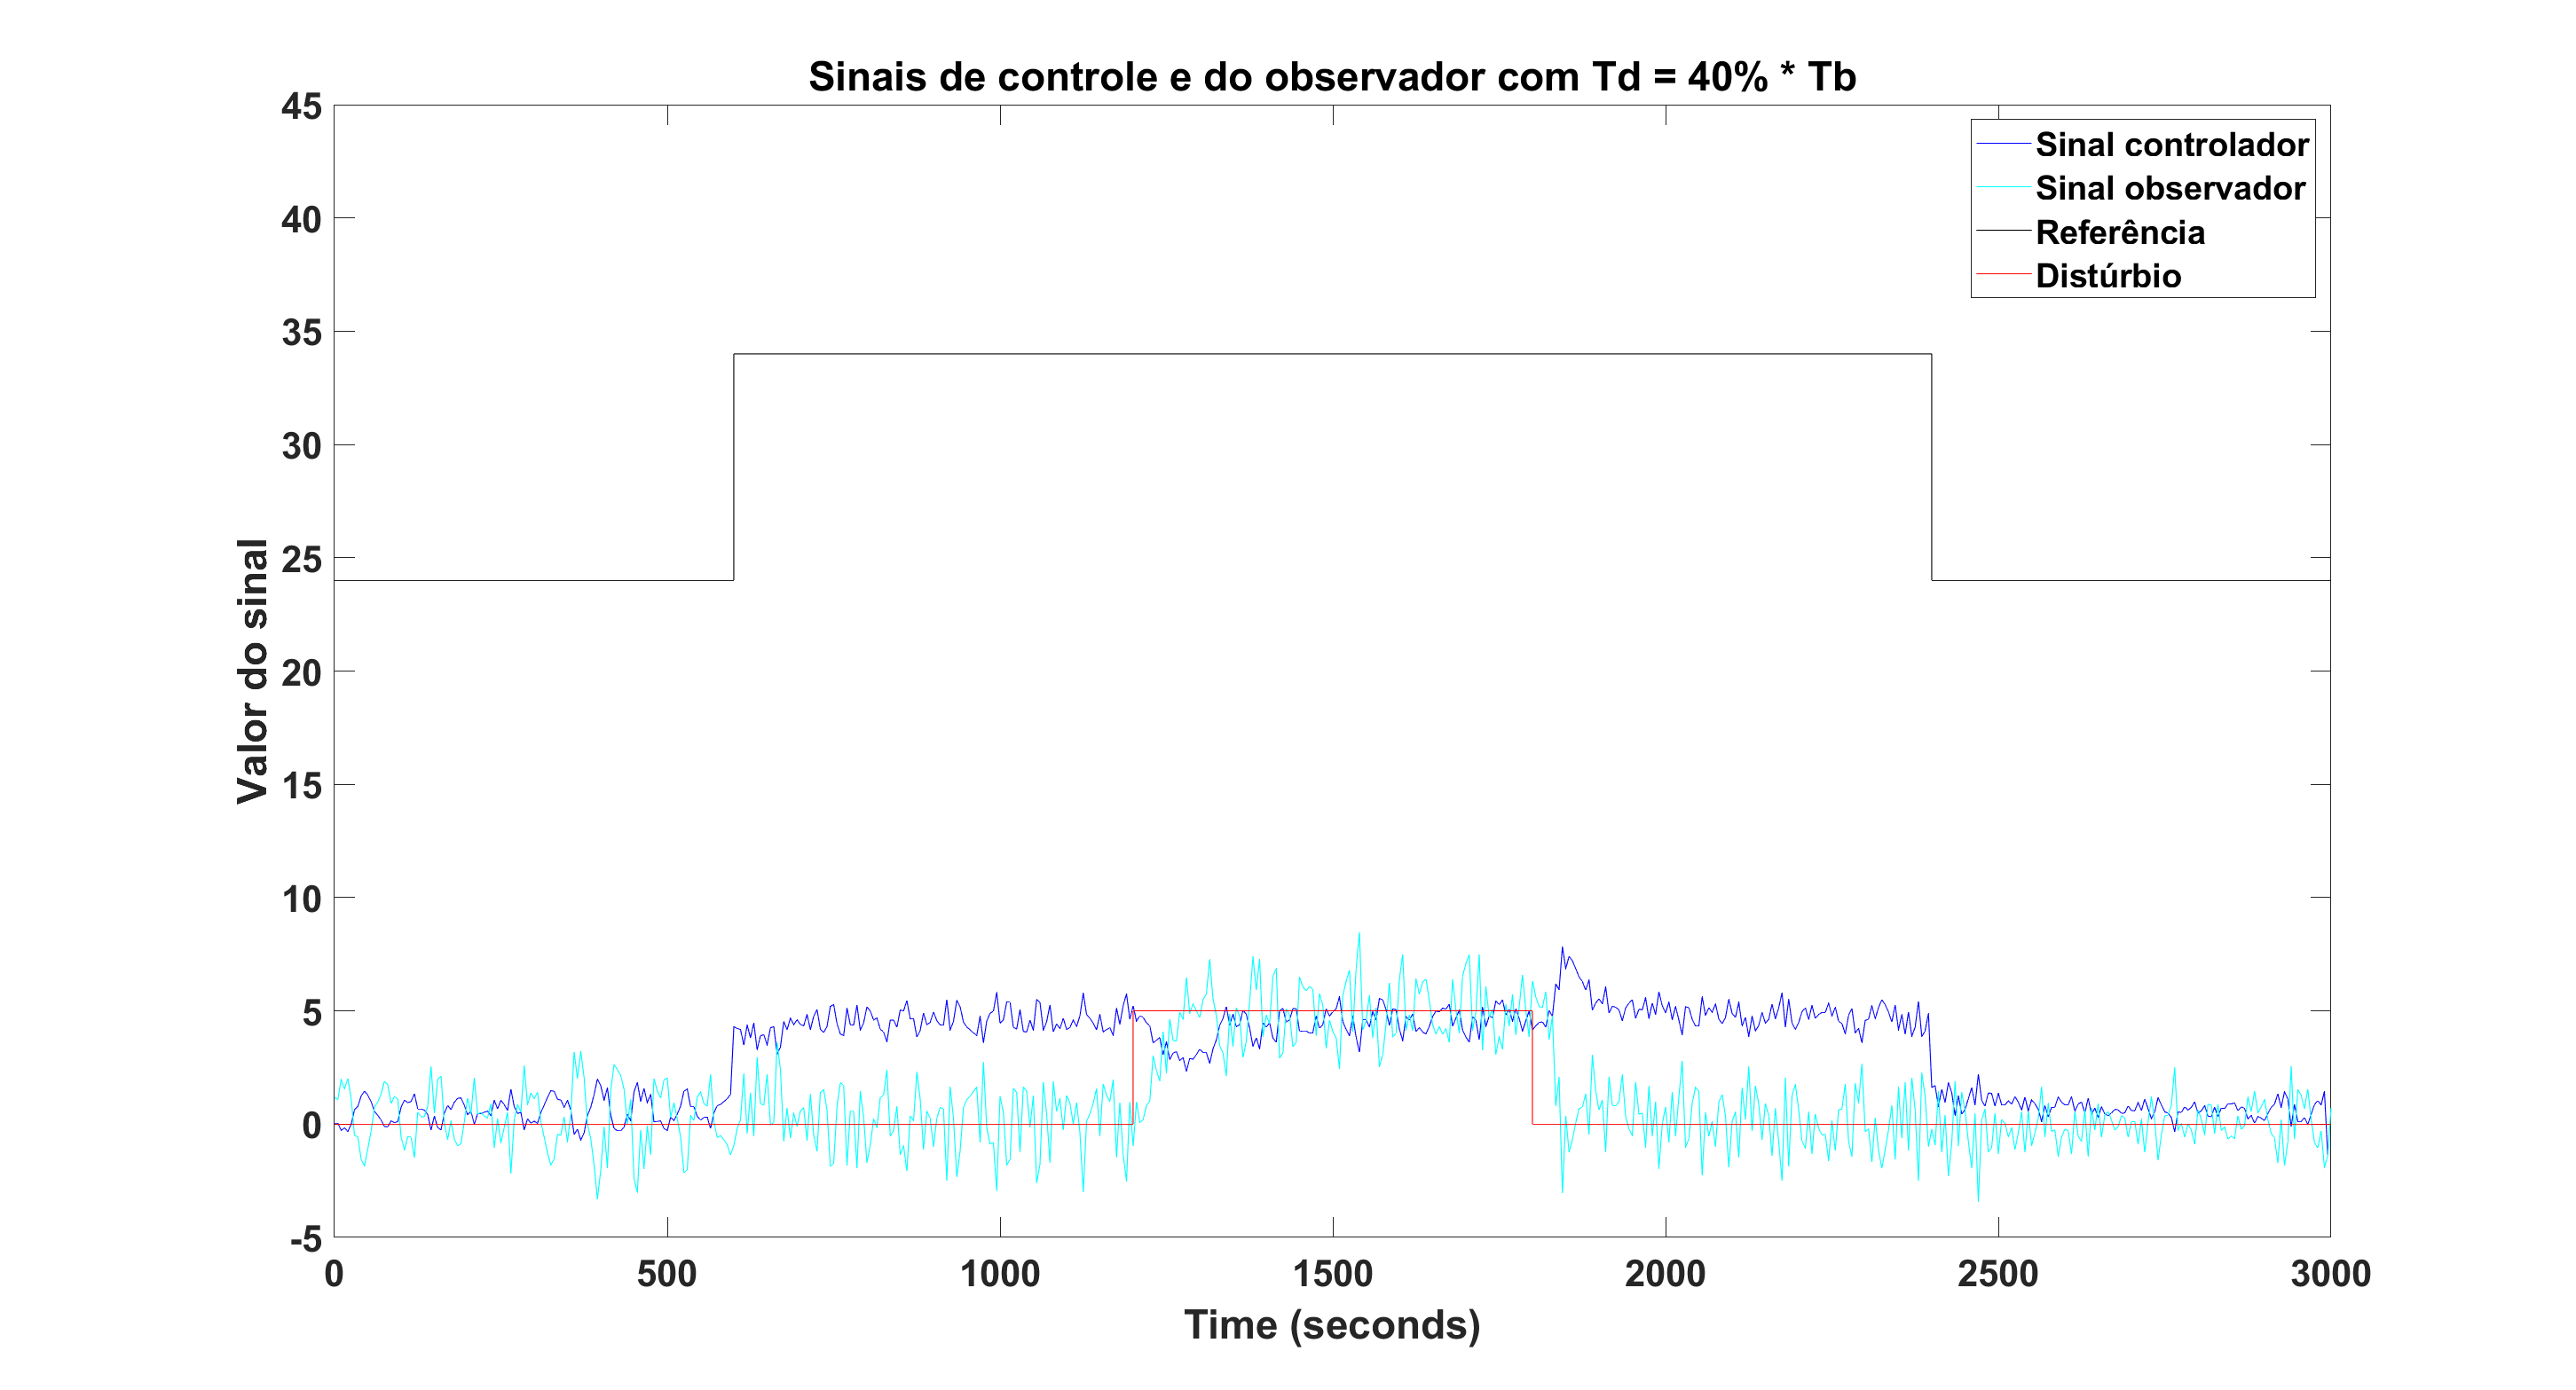 Sinais de controle e do observador com Td = 40% * Tb
45
40
35
30
25
20
15
10
5
0
-5
Valor do sinal
Sinal controlador
Sinal observador
Referência
Distúrbio
0 500 1000 1500 2000 2500 3000
Time (seconds)